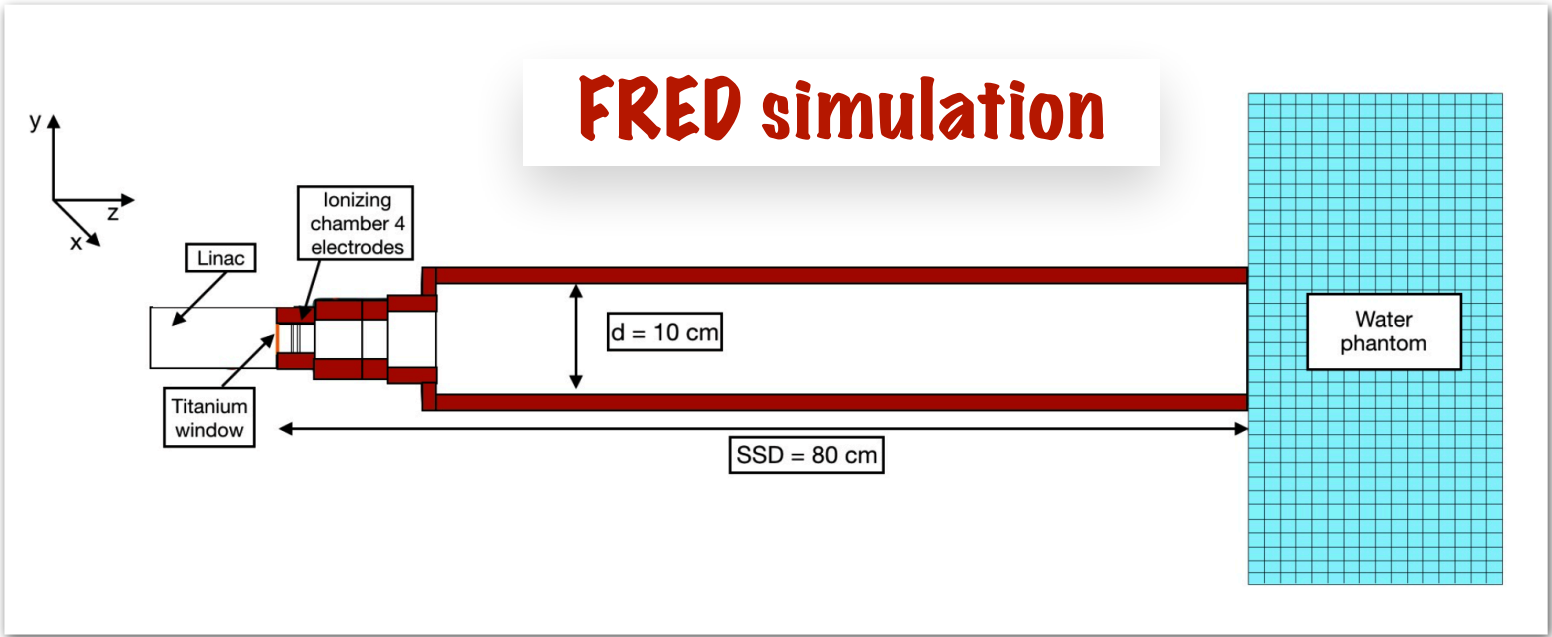 FRED simulation
y
z
x
Ionizing
chamber 4
electrodes
Linac
d = 10 cm
Water
phantom
Titanium
window
SSD = 80 cm